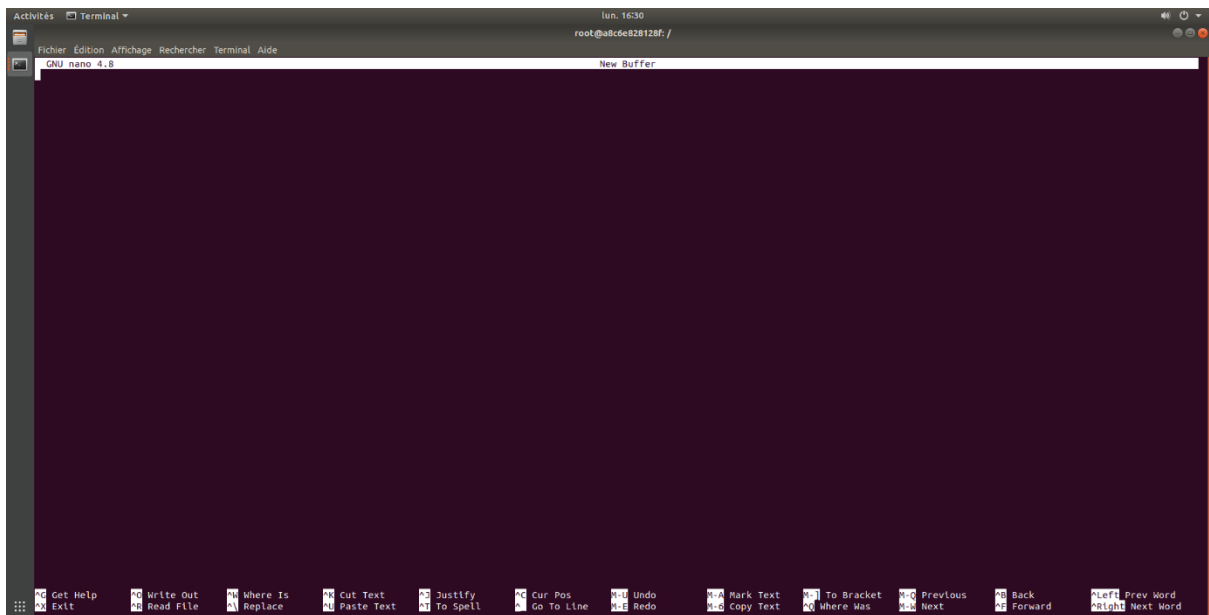 Activités Terminal lun. 16:30
root@a8c6e828128f: /
Fichier Édition Affichage Rechercher Terminal Aide
GNU nano 4.8 New Buffer
^G Get Help ^O Write Out ^W Where Is ^K Cut Text ^J Justify ^C Cur Pos M-U Undo M-A Mark Text M-] To Bracket M-Q Previous ^B Back ^Left Prev Word
^X Exit ^R Read File ^\ Replace ^U Paste Text ^T To Spell ^ Go To Line M-E Redo M-6 Copy Text ^Q Where Was M-W Next ^F Forward ^Right Next Word